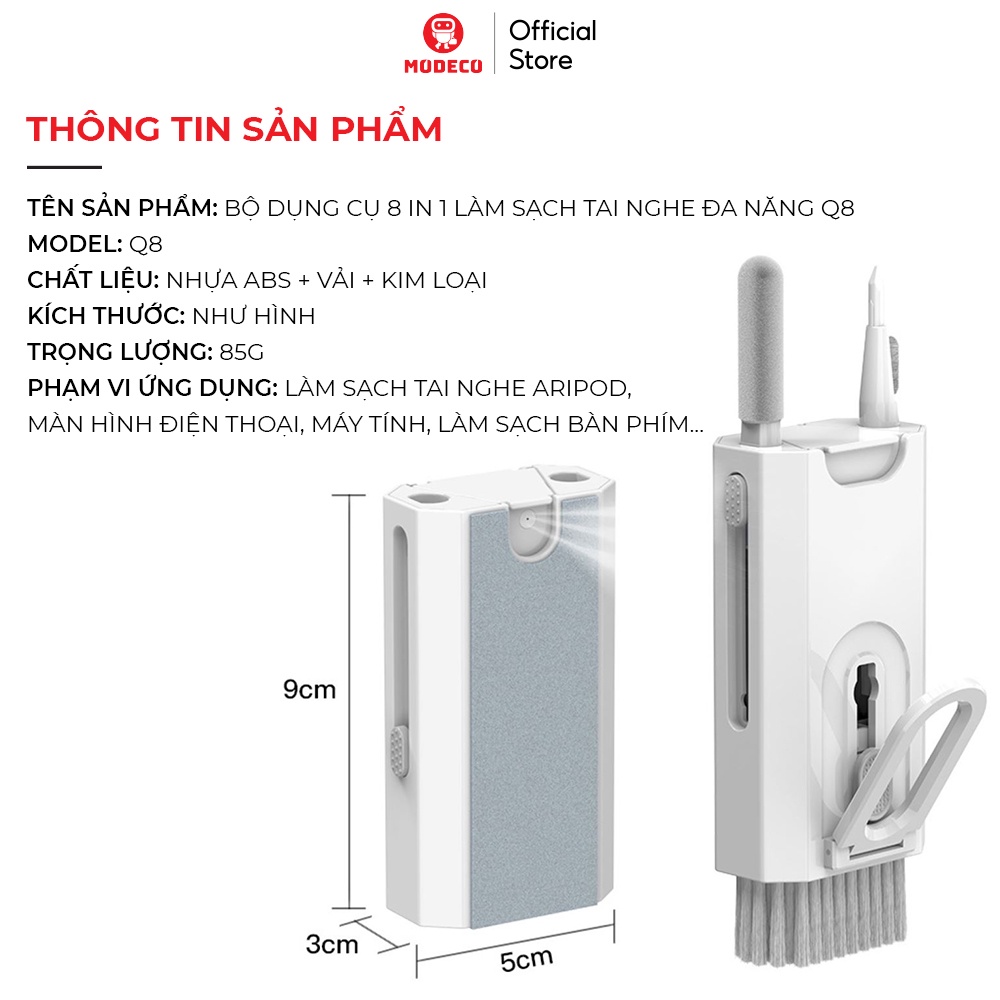 MODECO
Official
Store
THÔNG TIN SẢN PHẨM
TÊN SẢN PHẨM: BỘ DỤNG CỤ 8 IN 1 LÀM SẠCH TAI NGHE ĐA NĂNG Q8
MODEL: Q8
CHẤT LIỆU: NHỰA ABS + VẢI + KIM LOẠI
KÍCH THƯỚC: NHƯ HÌNH
TRỌNG LƯỢNG: 85G
PHẠM VI ỨNG DỤNG: LÀM SẠCH TAI NGHE ARIPOD,
MÀN HÌNH ĐIỆN THOẠI, MÁY TÍNH, LÀM SẠCH BÀN PHÍM...
9cm
3cm
5cm